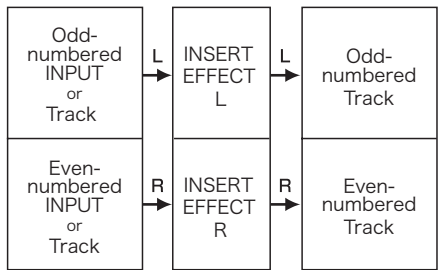 Odd-
numbered
INPUT
or
Track
L
INSERT
EFFECT
L
L
Odd-
numbered
Track
Even-
numbered
INPUT
or
Track
R
INSERT
EFFECT
R
R
Even-
numbered
Track